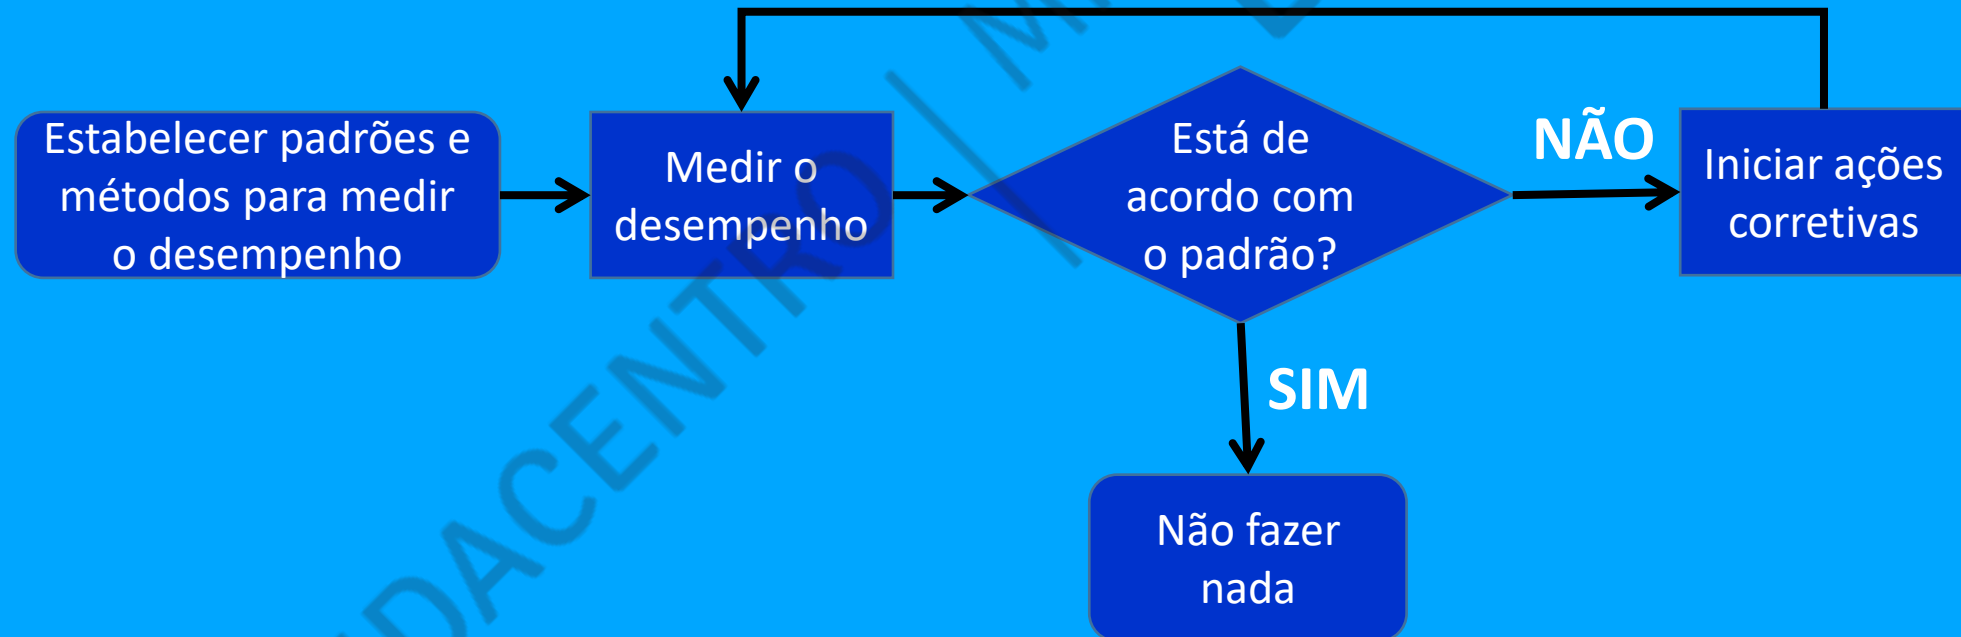 Estabelecer padrões e
métodos para medir
o desempenho
Medir o
desempenho
Está de
acordo com
o padrão?
NÃO
Iniciar ações
corretivas
SIM
Não fazer
nada